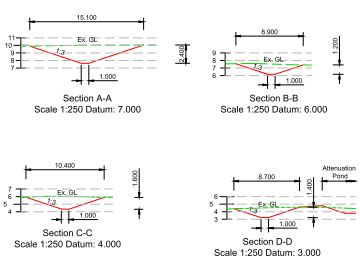 15.100
11
10
9
8
7
Ex. GL
1:3
2.400
1.000
Section A-A
Scale 1:250 Datum: 7.000
8.900
9
8
7
6
Ex. GL
1:3
1.200
1.000
Section B-B
Scale 1:250 Datum: 6.000
10.400
7
6
5
4
Ex. GL
1:3
1.600
1.000
Section C-C
Scale 1:250 Datum: 4.000
Attenuation
Pond
8.700
6
5
4
3
Ex. GL
1:3
1.400
1.000
Section D-D
Scale 1:250 Datum: 3.000